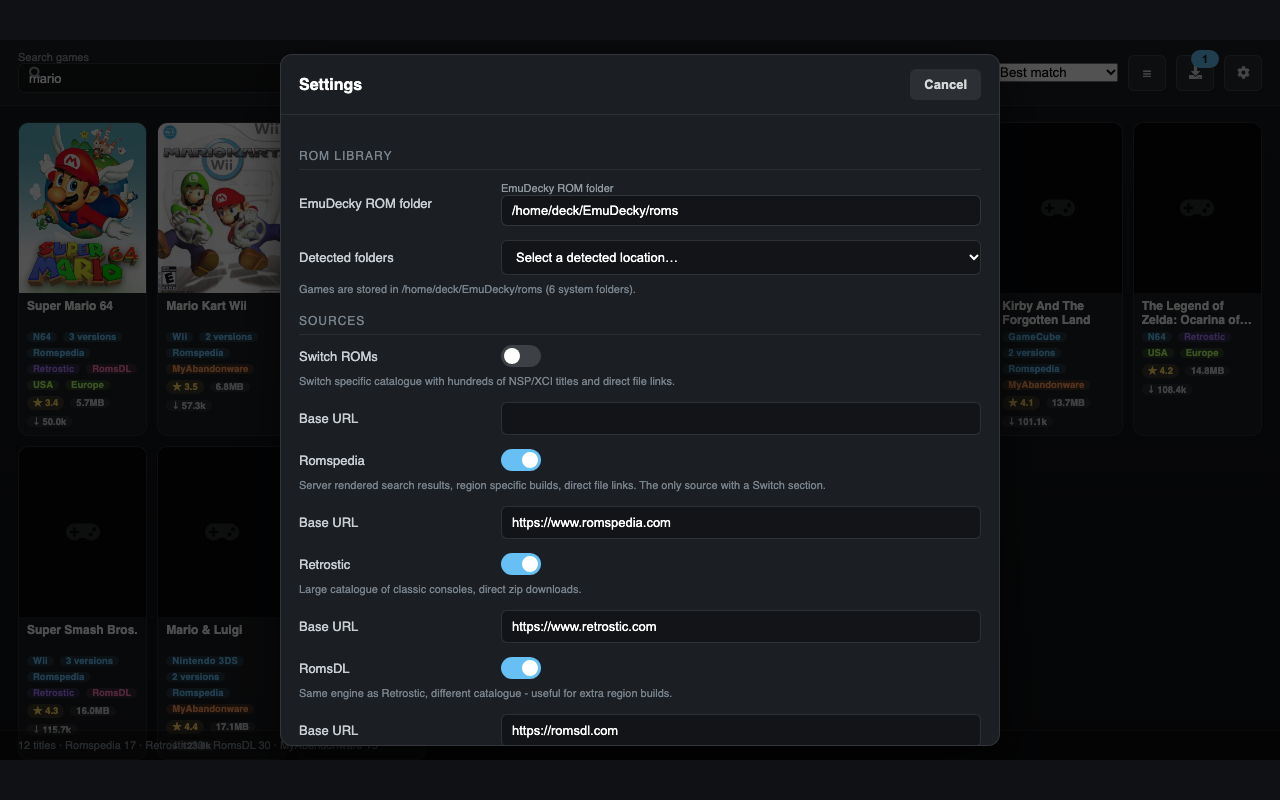 Search games
mario
1
Best match
Settings
Cancel
ROM LIBRARY
EmuDecky ROM folder
EmuDecky ROM folder
/home/deck/EmuDecky/roms
Detected folders
Select a detected location…
Games are stored in /home/deck/EmuDecky/roms (6 system folders).
SOURCES
Switch ROMs
Switch specific catalogue with hundreds of NSP/XCI titles and direct file links.
Base URL
Romspedia
Server rendered search results, region specific builds, direct file links. The only source with a Switch section.
Base URL
https://www.romspedia.com
Retrostic
Large catalogue of classic consoles, direct zip downloads.
Base URL
https://www.retrostic.com
RomsDL
Same engine as Retrostic, different catalogue - useful for extra region builds.
Base URL
https://romsdl.com
SUPER MARIO 64
Super Mario 64
N64 3 versions
Romspedia
Retrostic RomsDL
USA Europe
★ 3.4 5.7MB
↓ 50.0k
Wii
MARIOKART
Wii
Mario Kart Wii
Wii 2 versions
Romspedia
MyAbandonware
★ 3.5 6.8MB
↓ 57.3k
Kirby And The
Forgotten Land
GameCube
2 versions
Romspedia
MyAbandonware
★ 4.1 13.7MB
↓ 101.1k
The Legend of
Zelda: Ocarina of…
N64 Retrostic
USA Europe
★ 4.2 14.8MB
↓ 108.4k
Super Smash Bros.
Wii 3 versions
Romspedia
Retrostic RomsDL
★ 4.3 16.0MB
↓ 115.7k
Mario & Luigi
Nintendo 3DS
2 versions
Romspedia
MyAbandonware
★ 4.4 17.1MB
12 titles · Romspedia 17 · RomsDL 30